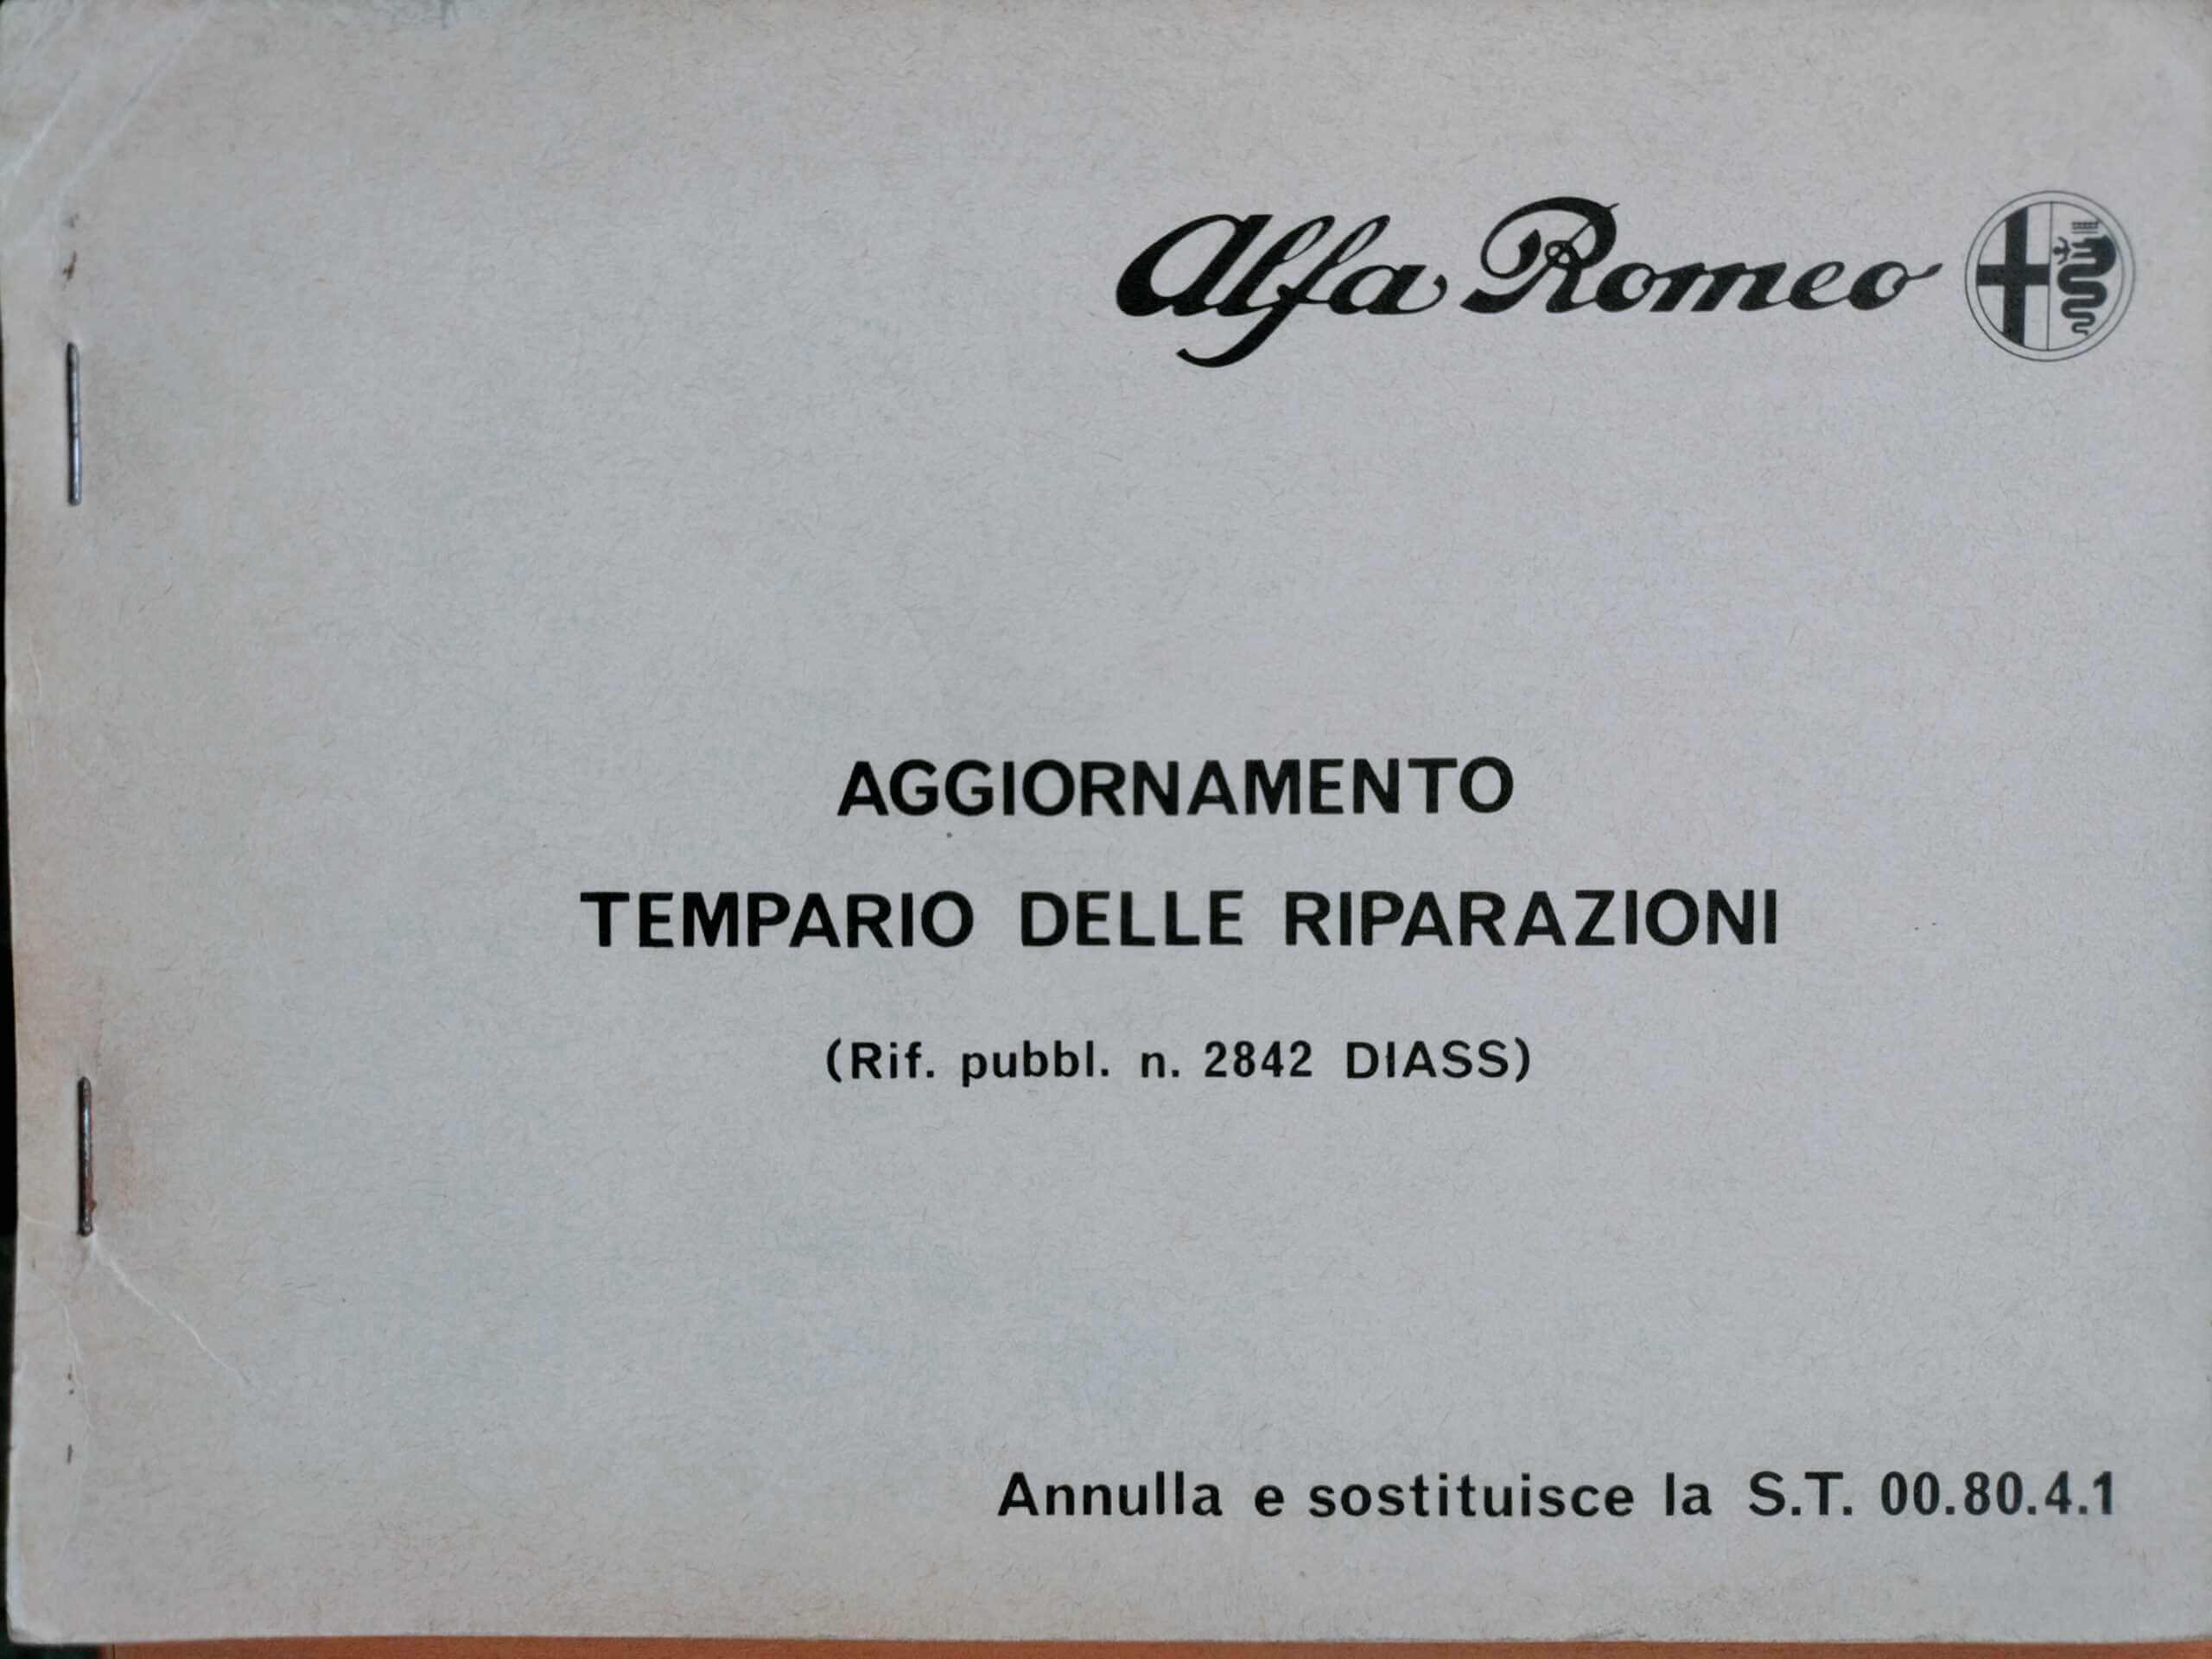 Alfa Romeo
AGGIORNAMENTO
TEMPARIO DELLE RIPARAZIONI
(Rif. pubbl. n. 2842 DIASS)
Annulla e sostituisce la S.T. 00.80.4.1